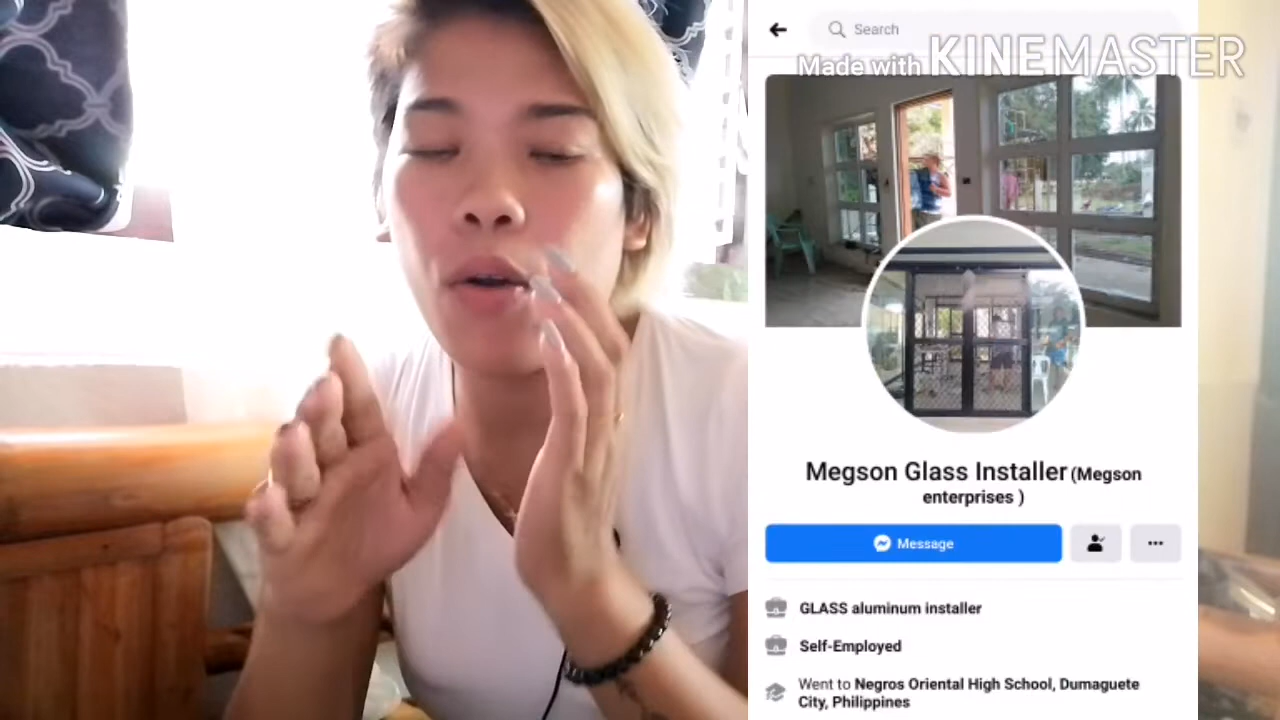 Search
Made with KINEMASTER
Megson Glass Installer (Megson
enterprises )
Message
GLASS aluminum installer
Self-Employed
Went to Negros Oriental High School, Dumaguete
City, Philippines